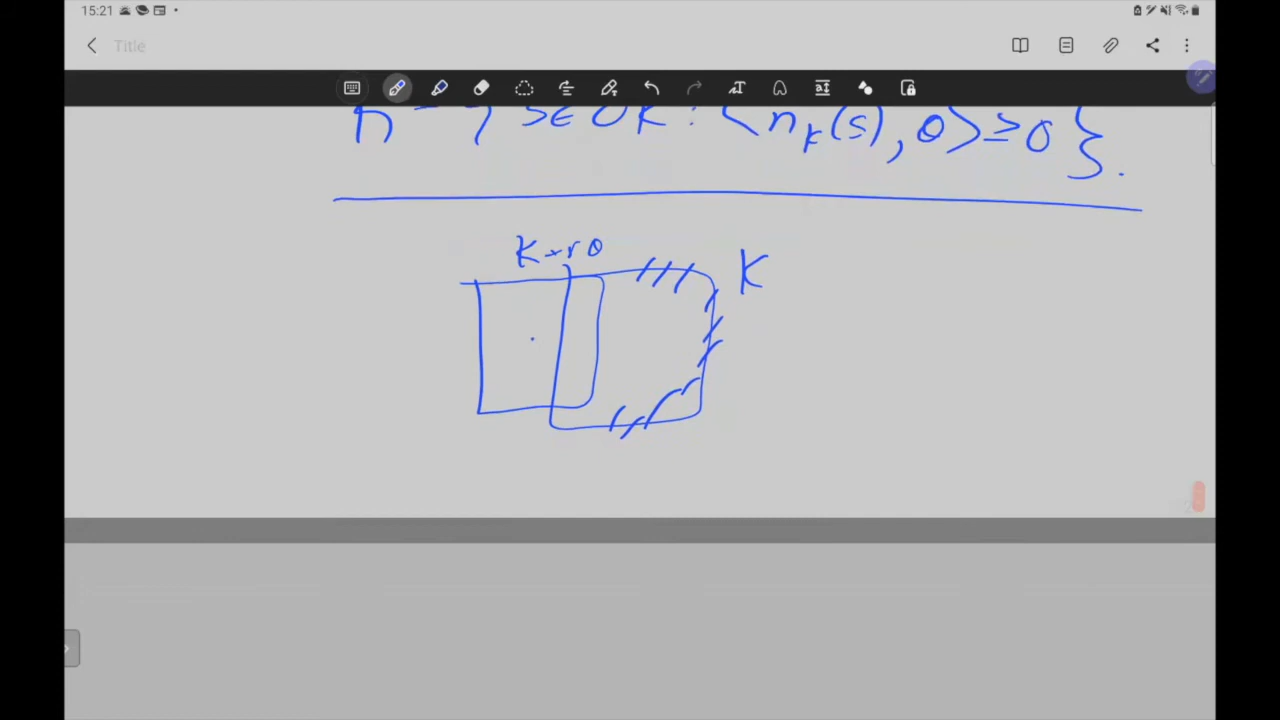 15:21
Title
= { s ∈ ∂K : ⟨n_K(s), θ⟩ ≥ 0 }.
K + rθ
K